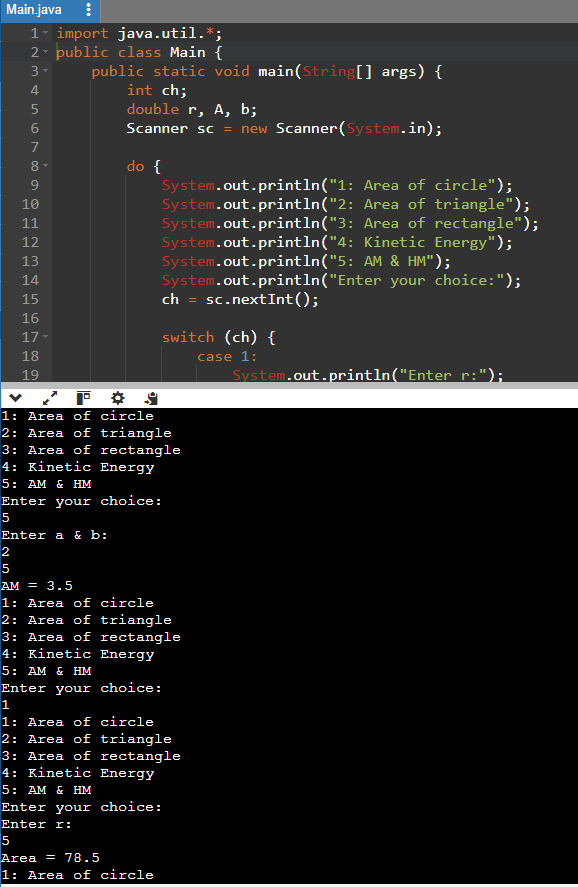 Main.java
1 import java.util.*;
2 public class Main {
3 public static void main(String[] args) {
4 int ch;
5 double r, A, b;
6 Scanner sc = new Scanner(System.in);
7
8 do {
9 System.out.println("1: Area of circle");
10 System.out.println("2: Area of triangle");
11 System.out.println("3: Area of rectangle");
12 System.out.println("4: Kinetic Energy");
13 System.out.println("5: AM & HM");
14 System.out.println("Enter your choice:");
15 ch = sc.nextInt();
16
17 switch (ch) {
18 case 1:
19 System.out.println("Enter r:");
1: Area of circle
2: Area of triangle
3: Area of rectangle
4: Kinetic Energy
5: AM & HM
Enter your choice:
5
Enter a & b:
2
5
AM = 3.5
1: Area of circle
2: Area of triangle
3: Area of rectangle
4: Kinetic Energy
5: AM & HM
Enter your choice:
1
1: Area of circle
2: Area of triangle
3: Area of rectangle
4: Kinetic Energy
5: AM & HM
Enter your choice:
Enter r:
5
Area = 78.5
1: Area of circle